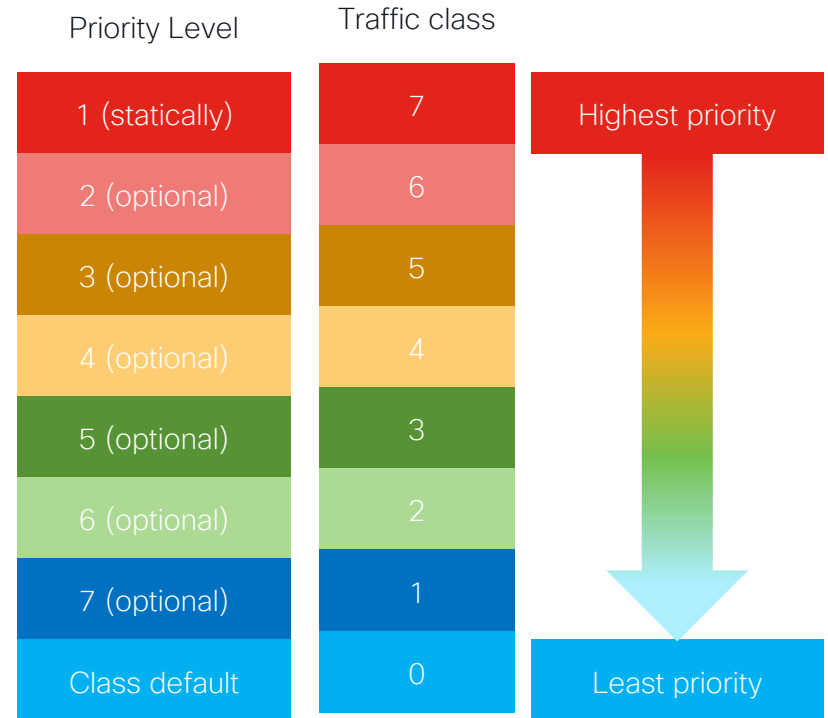 Priority Level
Traffic class
1 (statically)
7
Highest priority
2 (optional)
6
3 (optional)
5
4 (optional)
4
5 (optional)
3
6 (optional)
2
7 (optional)
1
Class default
0
Least priority